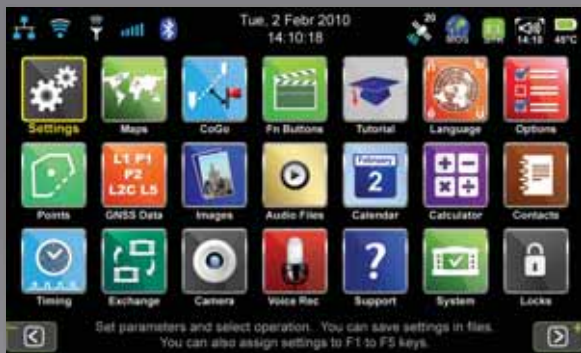 Tue, 2 Febr 2010
14:10:18
20
MOS
14:10
46°C
Settings Maps CoGo Fn Buttons Tutorial Language Options
L1 P1
P2
L2C L5
February
2
Points GNSS Data Images Audio Files Calendar Calculator Contacts
?
Timing Exchange Camera Voice Rec Support System Locks
Set parameters and select operation. You can save settings in files.
You can also assign settings to F1 to F5 keys.